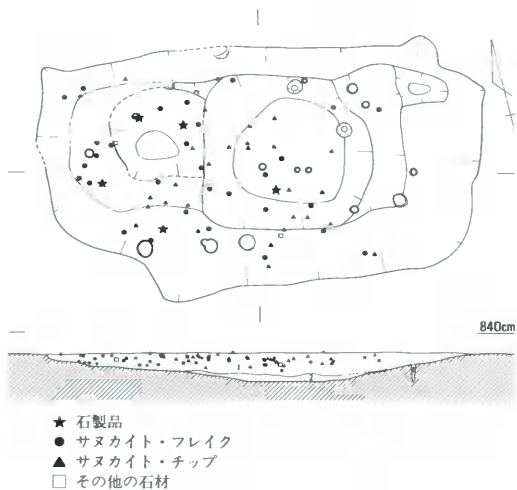 840cm
★ 石製品
● サヌカイト・フレイク
▲ サヌカイト・チップ
□ その他の石材